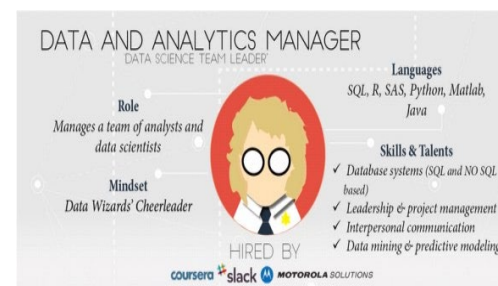 DATA AND ANALYTICS MANAGER
'DATA SCIENCE TEAM LEADER'
Role
Manages a team of analysts and
data scientists
Mindset
Data Wizards' Cheerleader
Languages
SQL, R, SAS, Python, Matlab,
Java
Skills & Talents
✓ Database systems (SQL and NO SQL
based)
✓ Leadership & project management
✓ Interpersonal communication
✓ Data mining & predictive modeling
HIRED BY
coursera slack MOTOROLA SOLUTIONS